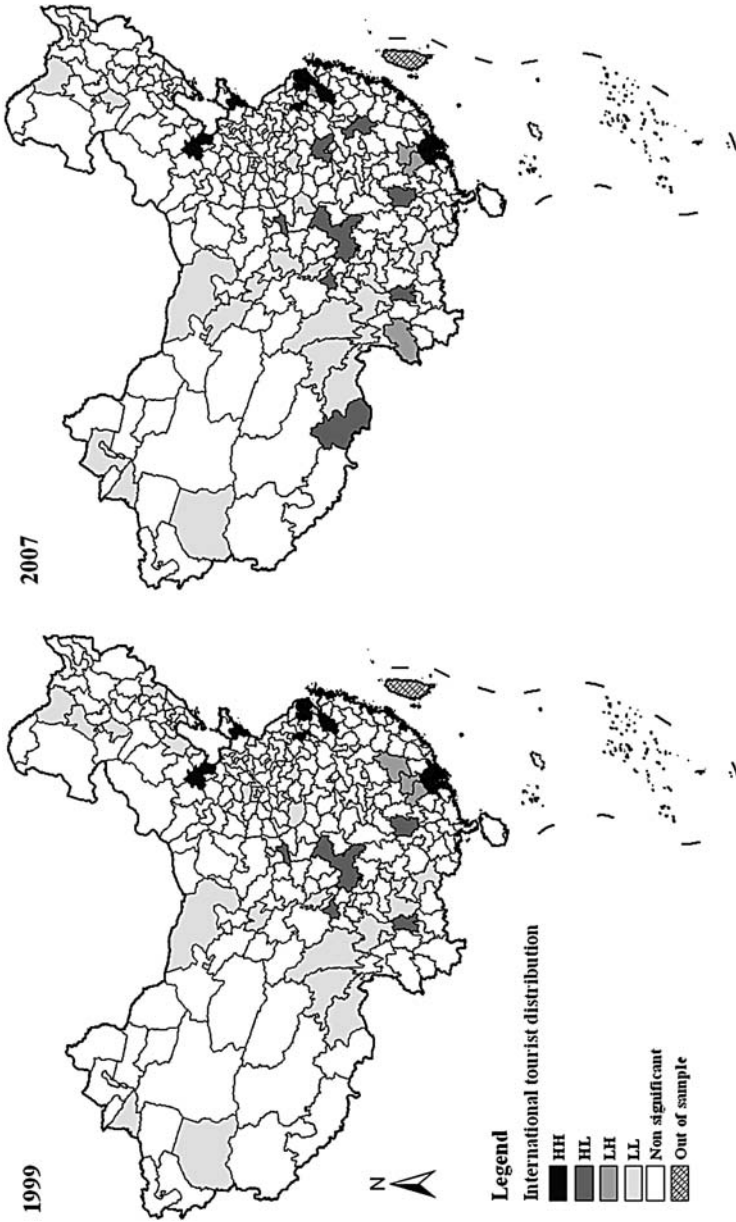 1999
2007
N
Legend
International tourist distribution
HH
HL
LH
LL
Non significant
Out of sample